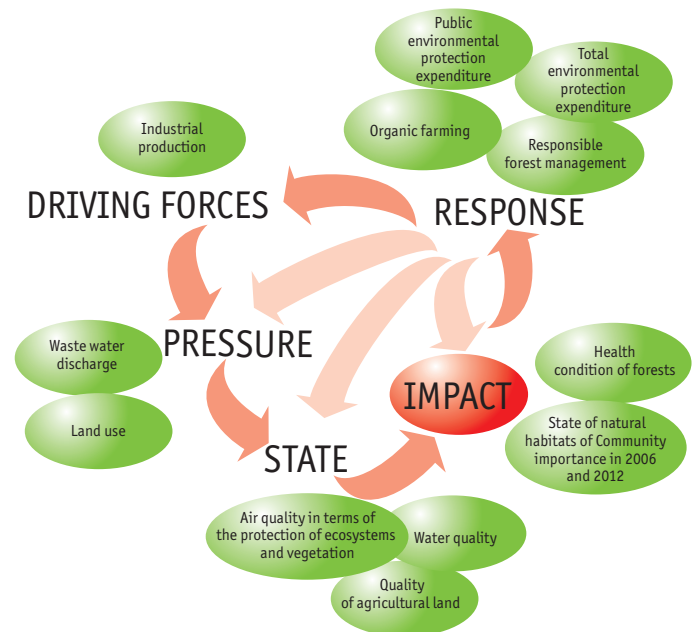 Public
environmental
protection
expenditure
Total
environmental
protection
expenditure
Industrial
production
Organic farming
Responsible
forest management
DRIVING FORCES
RESPONSE
Waste water
discharge
PRESSURE
Health
condition of forests
IMPACT
Land use
State of natural
habitats of Community
importance in 2006
and 2012
STATE
Air quality in terms of
the protection of ecosystems
and vegetation
Water quality
Quality
of agricultural land